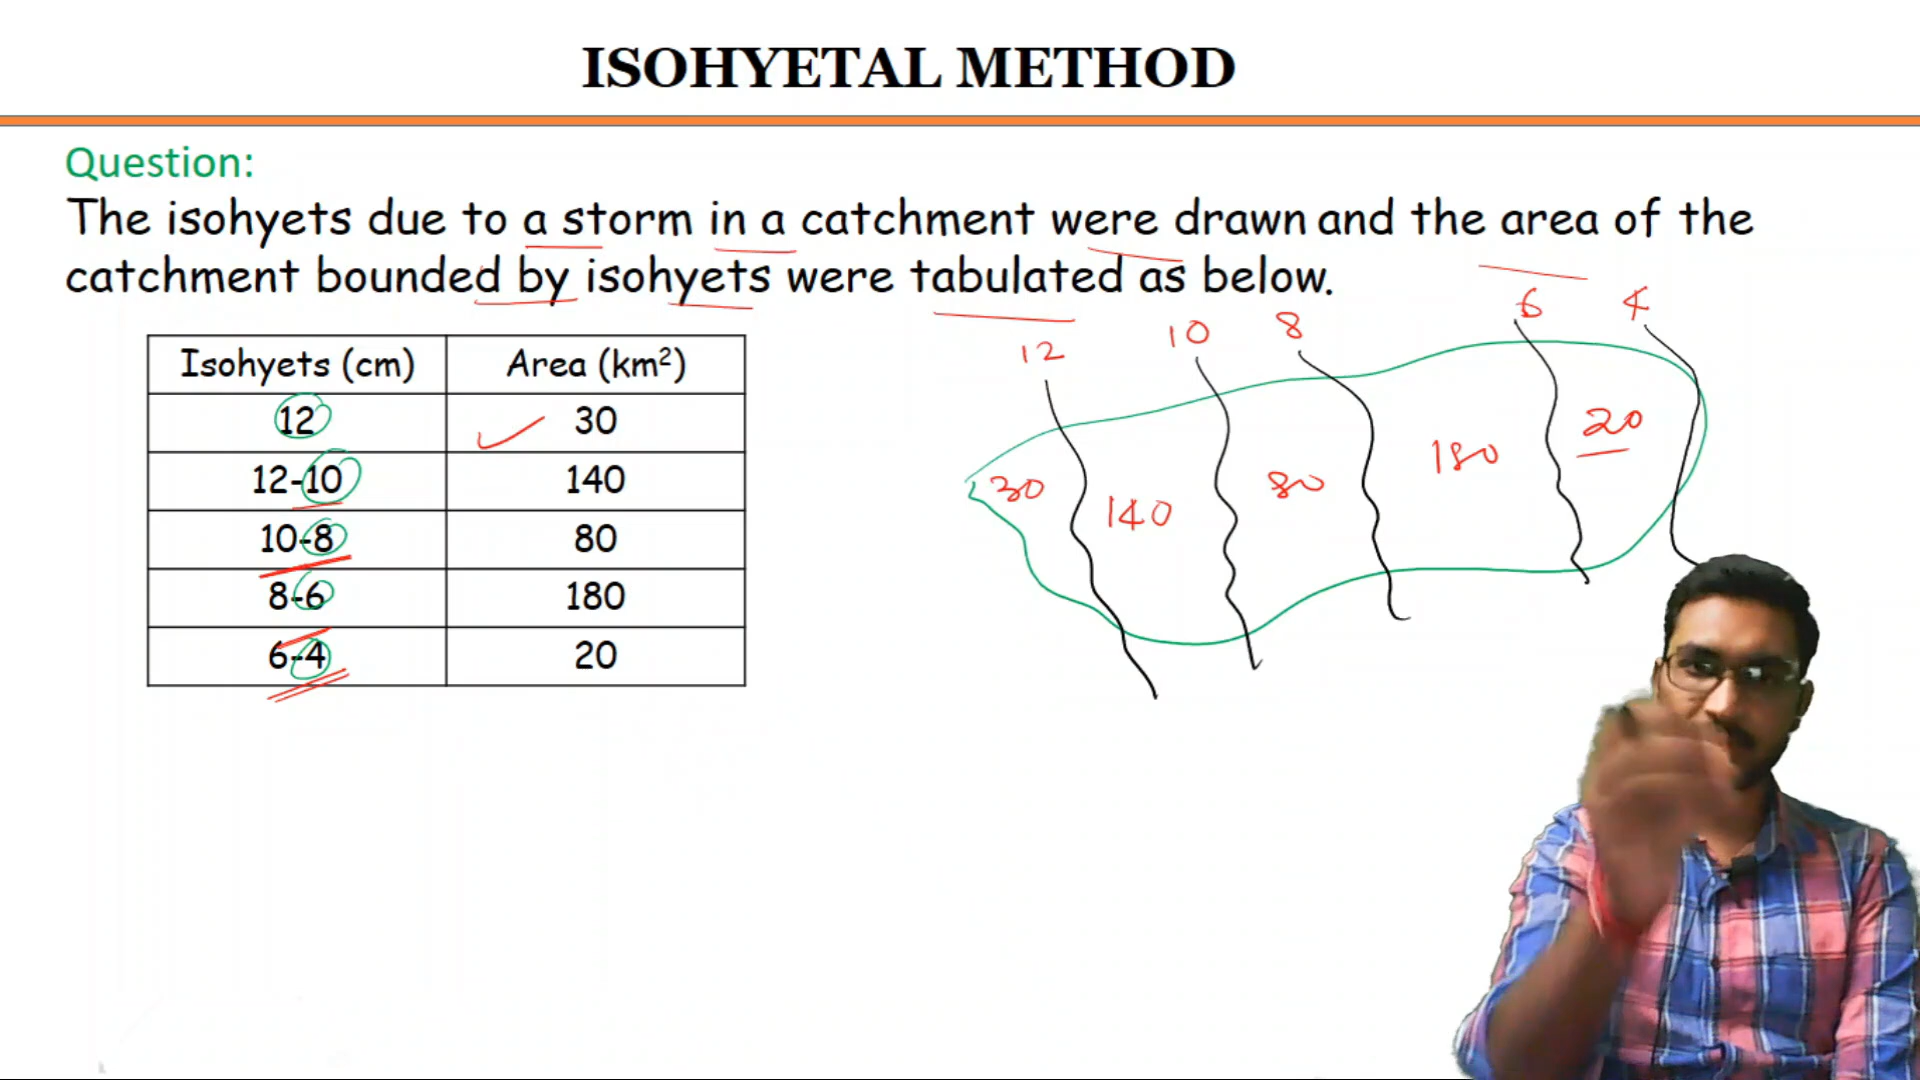 ISOHYETAL METHOD
Question:
The isohyets due to a storm in a catchment were drawn and the area of the
catchment bounded by isohyets were tabulated as below.
Isohyets (cm) Area (km²)
12 30
12-10 140
10-8 80
8-6 180
6-4 20
12 10 8 6 4
30 140 80 180 20